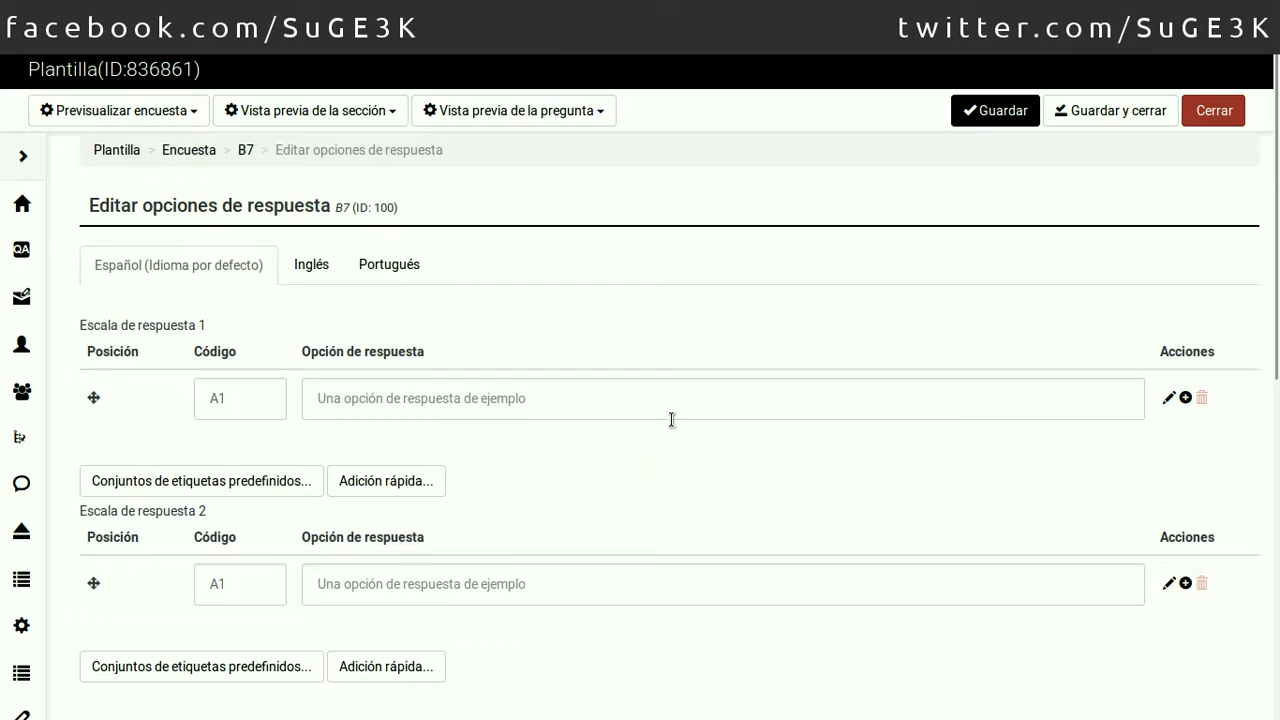 facebook.com/SuGE3K twitter.com/SuGE3K
Plantilla(ID:836861)
Previsualizar encuesta Vista previa de la sección Vista previa de la pregunta Guardar Guardar y cerrar Cerrar
Plantilla > Encuesta > B7 > Editar opciones de respuesta
Editar opciones de respuesta B7 (ID: 100)
Español (Idioma por defecto) Inglés Portugués
Escala de respuesta 1
Posición Código Opción de respuesta Acciones
A1 Una opción de respuesta de ejemplo
Conjuntos de etiquetas predefinidos... Adición rápida...
Escala de respuesta 2
Posición Código Opción de respuesta Acciones
A1 Una opción de respuesta de ejemplo
Conjuntos de etiquetas predefinidos... Adición rápida...
QA